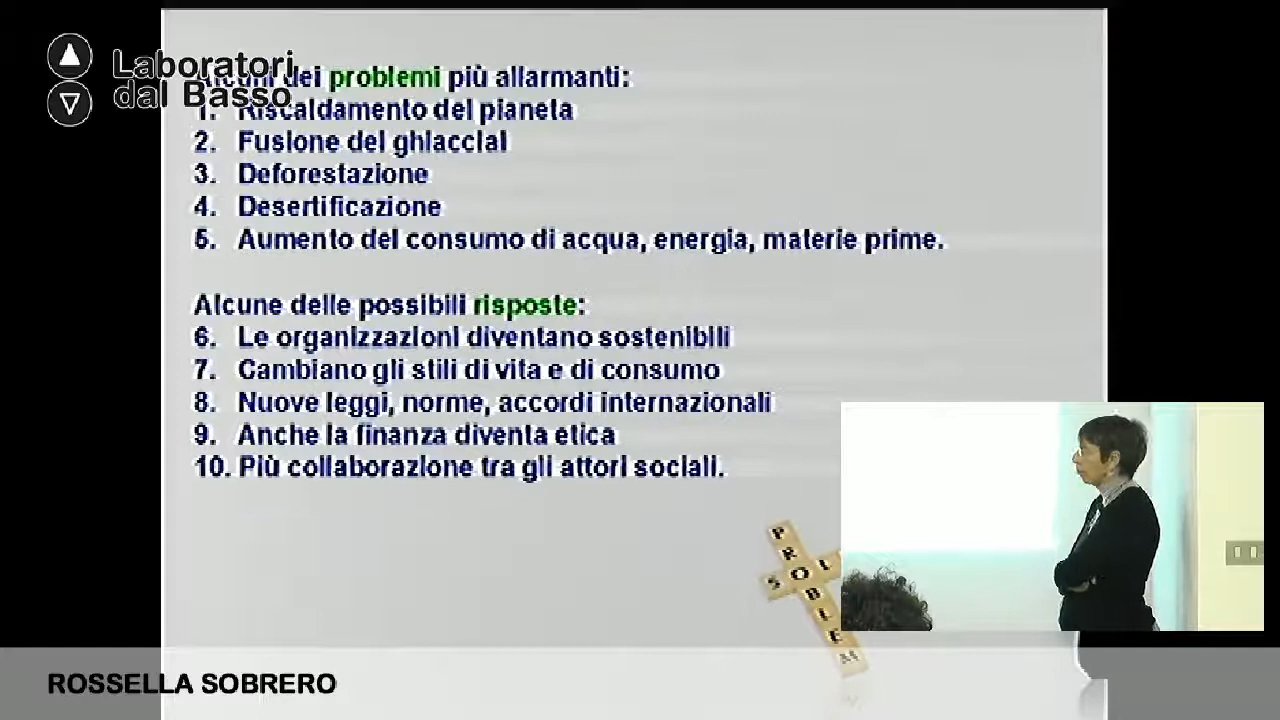 Laboratori
dal Basso
dei problemi più allarmanti:
1. Riscaldamento del pianeta
2. Fusione dei ghiacciai
3. Deforestazione
4. Desertificazione
5. Aumento del consumo di acqua, energia, materie prime.
Alcune delle possibili risposte:
6. Le organizzazioni diventano sostenibili
7. Cambiano gli stili di vita e di consumo
8. Nuove leggi, norme, accordi internazionali
9. Anche la finanza diventa etica
10. Più collaborazione tra gli attori sociali.
PROBLEM
ROSSELLA SOBRERO